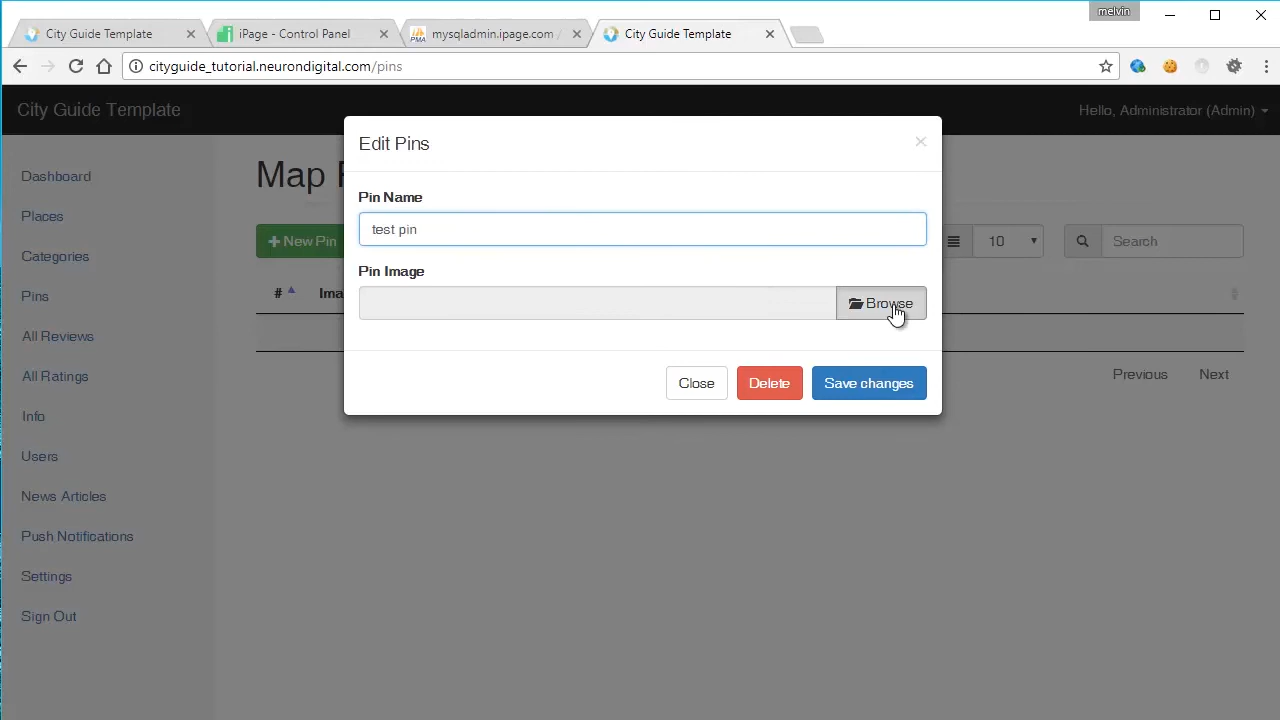 melvin
City Guide Template
iPage - Control Panel
mysqladmin.ipage.com /
City Guide Template
cityguide_tutorial.neurondigital.com/pins
City Guide Template
Hello, Administrator (Admin)
Dashboard
Places
Categories
Pins
All Reviews
All Ratings
Info
Users
News Articles
Push Notifications
Settings
Sign Out
Map
New Pin
10
Search
#
Ima
Previous
Next
Edit Pins
×
Pin Name
test pin
Pin Image
Browse
Close
Delete
Save changes